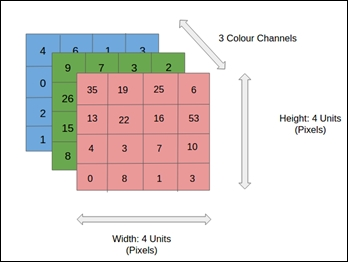 3 Colour Channels
4 6 1 3
0
2
1
9 7 3 2
26
15
8
35 19 25 6
13 22 16 53
4 3 7 10
0 8 1 3
Height: 4 Units
(Pixels)
Width: 4 Units
(Pixels)